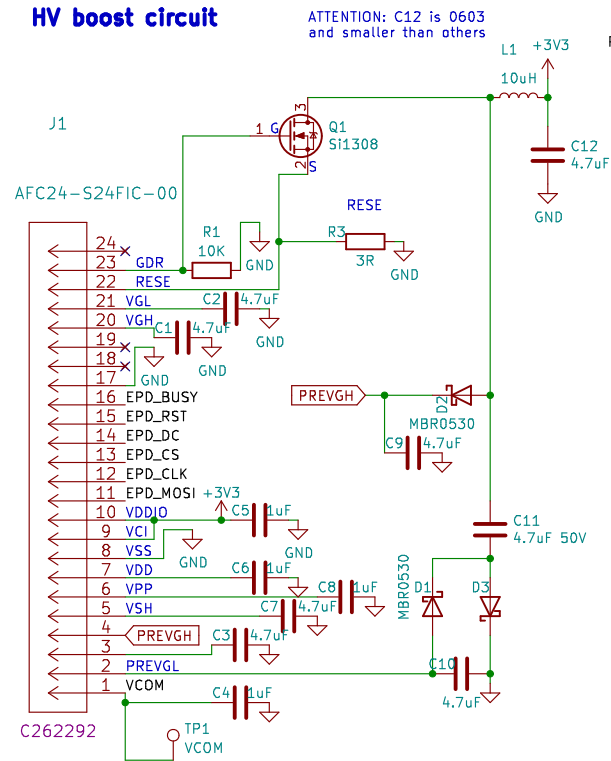 HV boost circuit
ATTENTION: C12 is 0603
and smaller than others
L1 +3V3
10uH
J1
3
1 G Q1
Si1308
2
S
C12
4.7uF
GND
AFC24-S24FIC-00
RESE
R1
10K
GND
R3
3R
GND
24
23 GDR
22 RESE
21 VGL
C2 4.7uF
GND
20 VGH
C1 4.7uF
GND
19
18
17
GND
16 EPD_BUSY
15 EPD_RST
14 EPD_DC
13 EPD_CS
12 EPD_CLK
11 EPD_MOSI
PREVGH
D2
MBR0530
C9 4.7uF
+3V3
10 VDDIO
C5 1uF
GND
9 VCI
8 VSS
GND
7 VDD
C6 1uF
6 VPP
C8 1uF
5 VSH
C7 4.7uF
4 PREVGH
3
C3 4.7uF
2 PREVGL
1 VCOM
C4 1uF
C11
4.7uF 50V
MBR0530
D1 D3
C10
4.7uF
C262292
TP1
VCOM